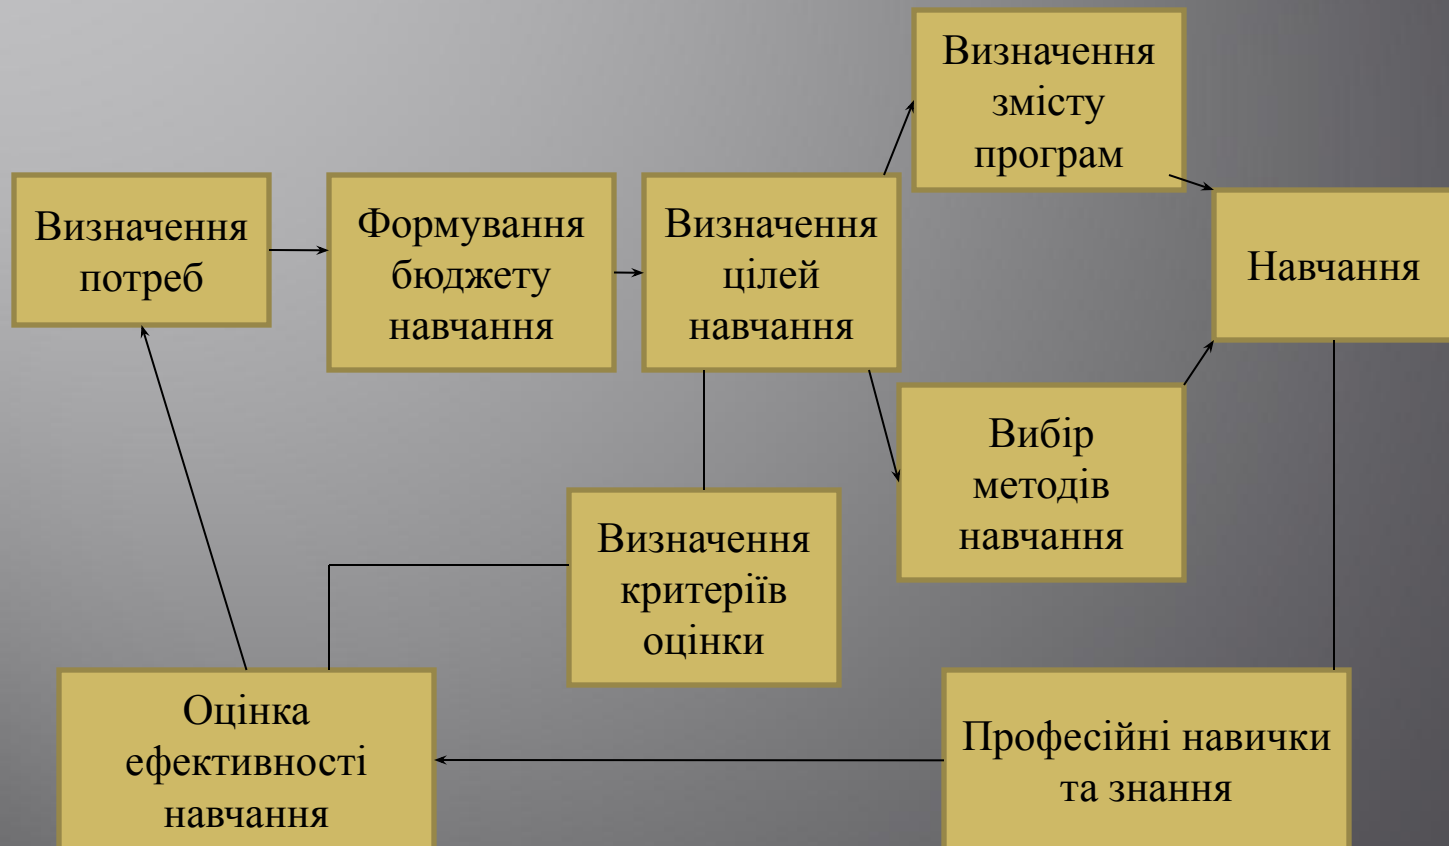 Визначення
потреб
Формування
бюджету
навчання
Визначення
цілей
навчання
Визначення
змісту
програм
Навчання
Вибір
методів
навчання
Визначення
критеріїв
оцінки
Оцінка
ефективності
навчання
Професійні навички
та знання